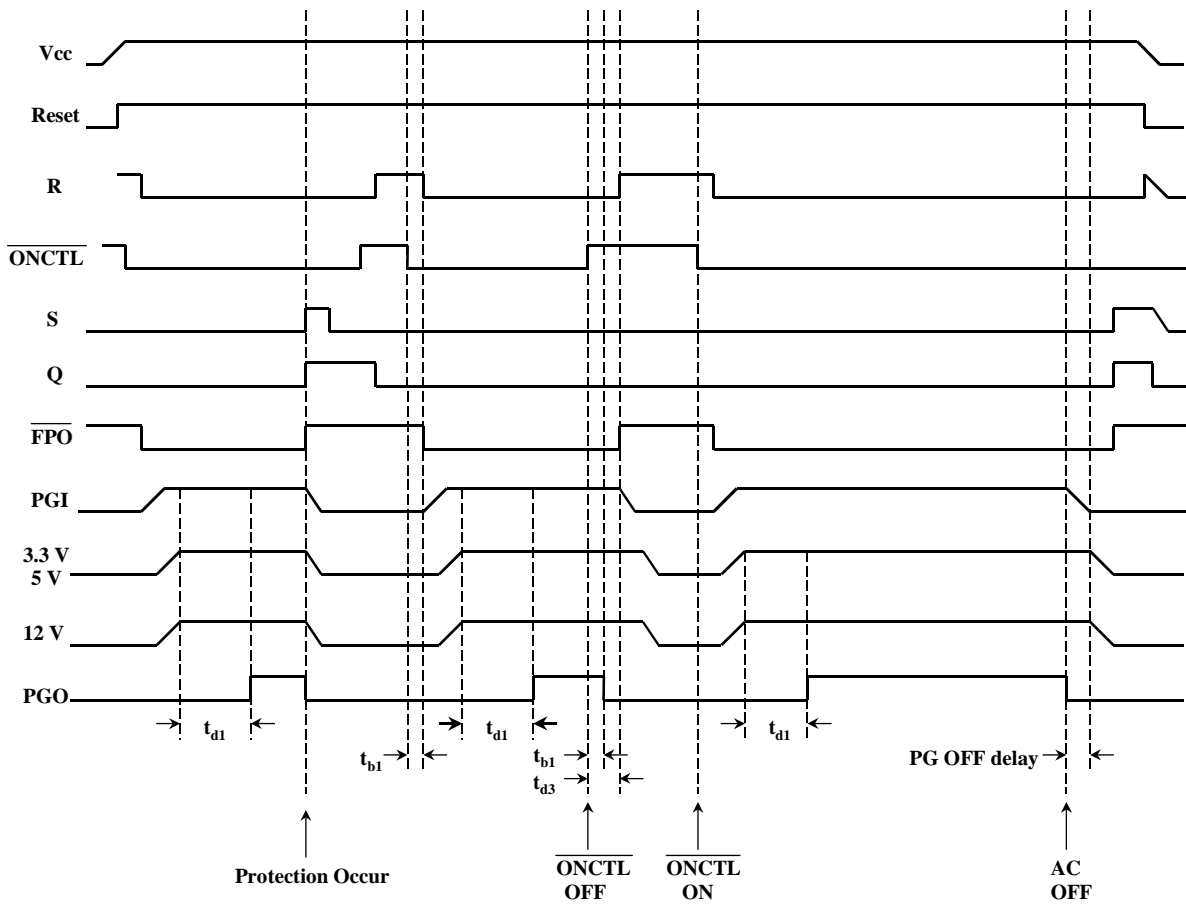 Vcc
Reset
R
ONCTL
S
Q
FPO
PGI
3.3 V
5 V
12 V
PGO
td1
tb1
td1
tb1
td3
td1
PG OFF delay
Protection Occur
ONCTL
OFF
ONCTL
ON
AC
OFF